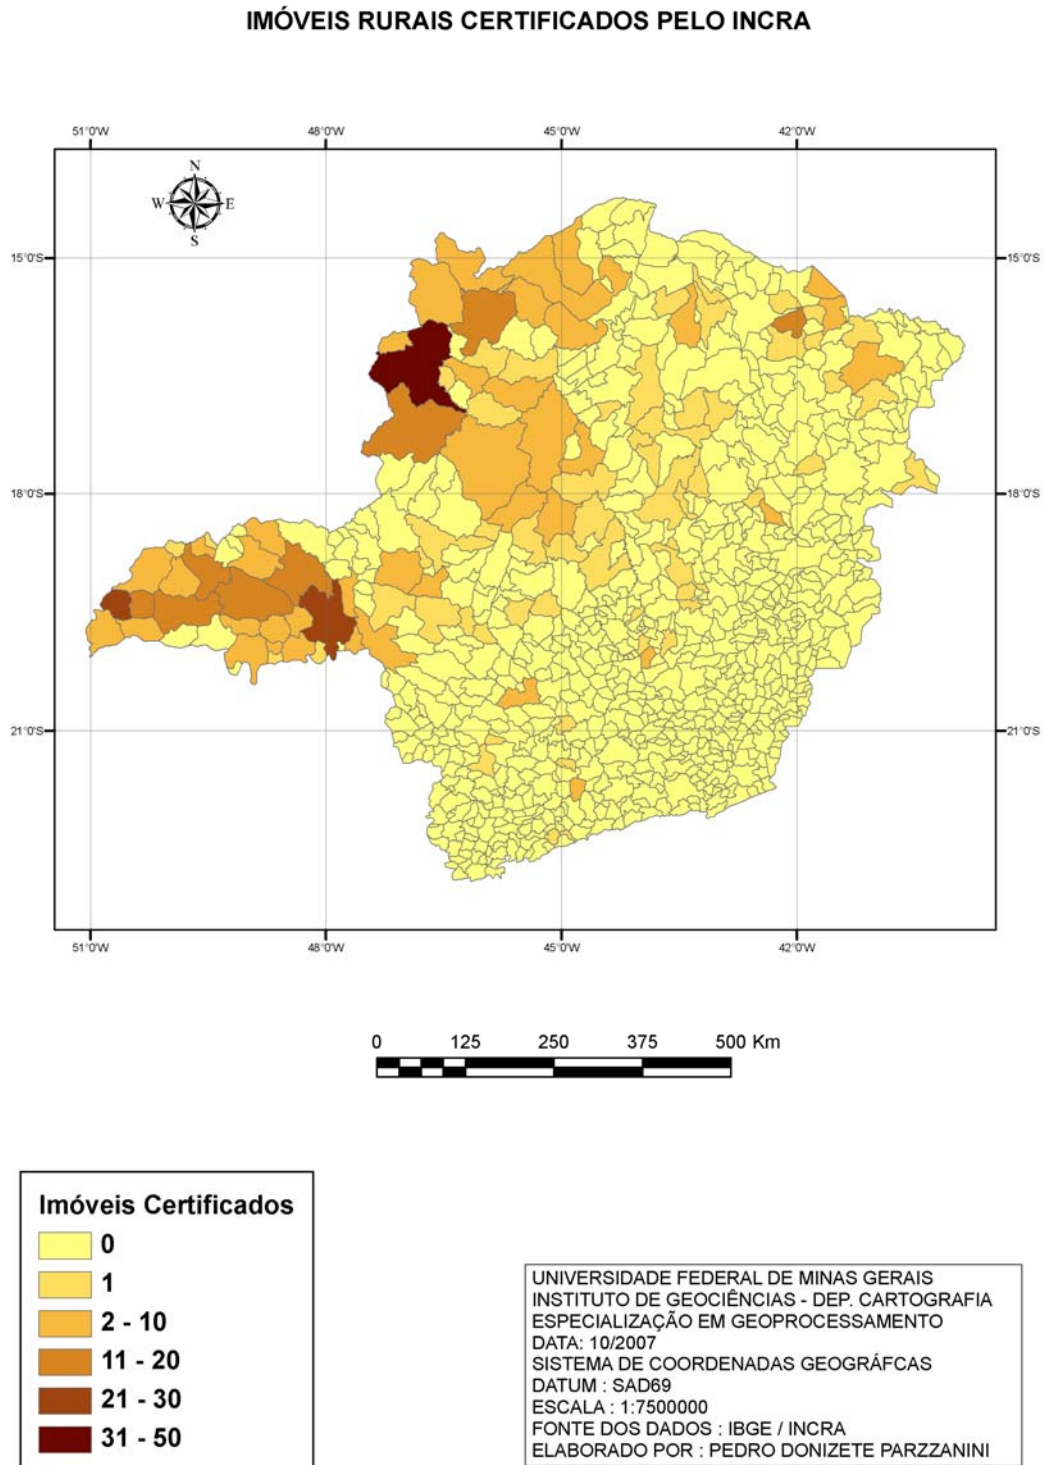 IMÓVEIS RURAIS CERTIFICADOS PELO INCRA
51°0'W 48°0'W 45°0'W 42°0'W
N
W E
S
15°0'S 15°0'S
18°0'S 18°0'S
21°0'S 21°0'S
51°0'W 48°0'W 45°0'W 42°0'W
0 125 250 375 500 Km
Imóveis Certificados
0
1
2 - 10
11 - 20
21 - 30
31 - 50
UNIVERSIDADE FEDERAL DE MINAS GERAIS
INSTITUTO DE GEOCIÊNCIAS - DEP. CARTOGRAFIA
ESPECIALIZAÇÃO EM GEOPROCESSAMENTO
DATA: 10/2007
SISTEMA DE COORDENADAS GEOGRÁFCAS
DATUM : SAD69
ESCALA : 1:7500000
FONTE DOS DADOS : IBGE / INCRA
ELABORADO POR : PEDRO DONIZETE PARZZANINI